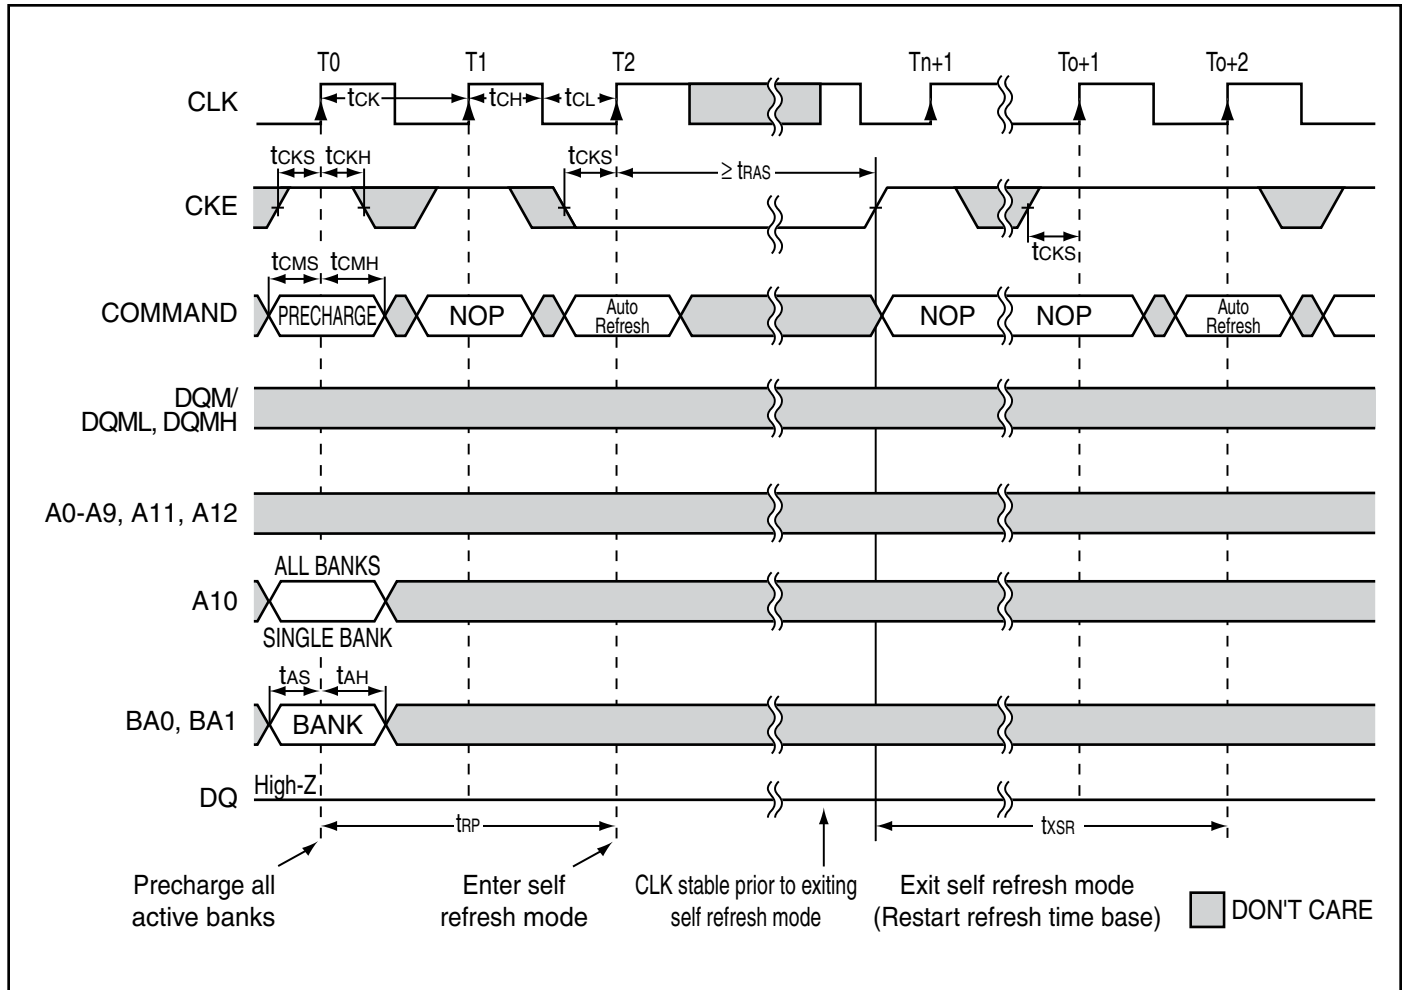 T0 T1 T2 Tn+1 To+1 To+2
CLK
tCK tCH tCL
tCKS tCKH tCKS ≥ tRAS
CKE
tCKS
tCMS tCMH
COMMAND PRECHARGE NOP Auto Refresh NOP NOP Auto Refresh
DQM/
DQML, DQMH
A0-A9, A11, A12
ALL BANKS
A10
SINGLE BANK
tAS tAH
BA0, BA1 BANK
DQ High-Z
tRP tXSR
Precharge all
active banks
Enter self
refresh mode
CLK stable prior to exiting
self refresh mode
Exit self refresh mode
(Restart refresh time base)
DON'T CARE